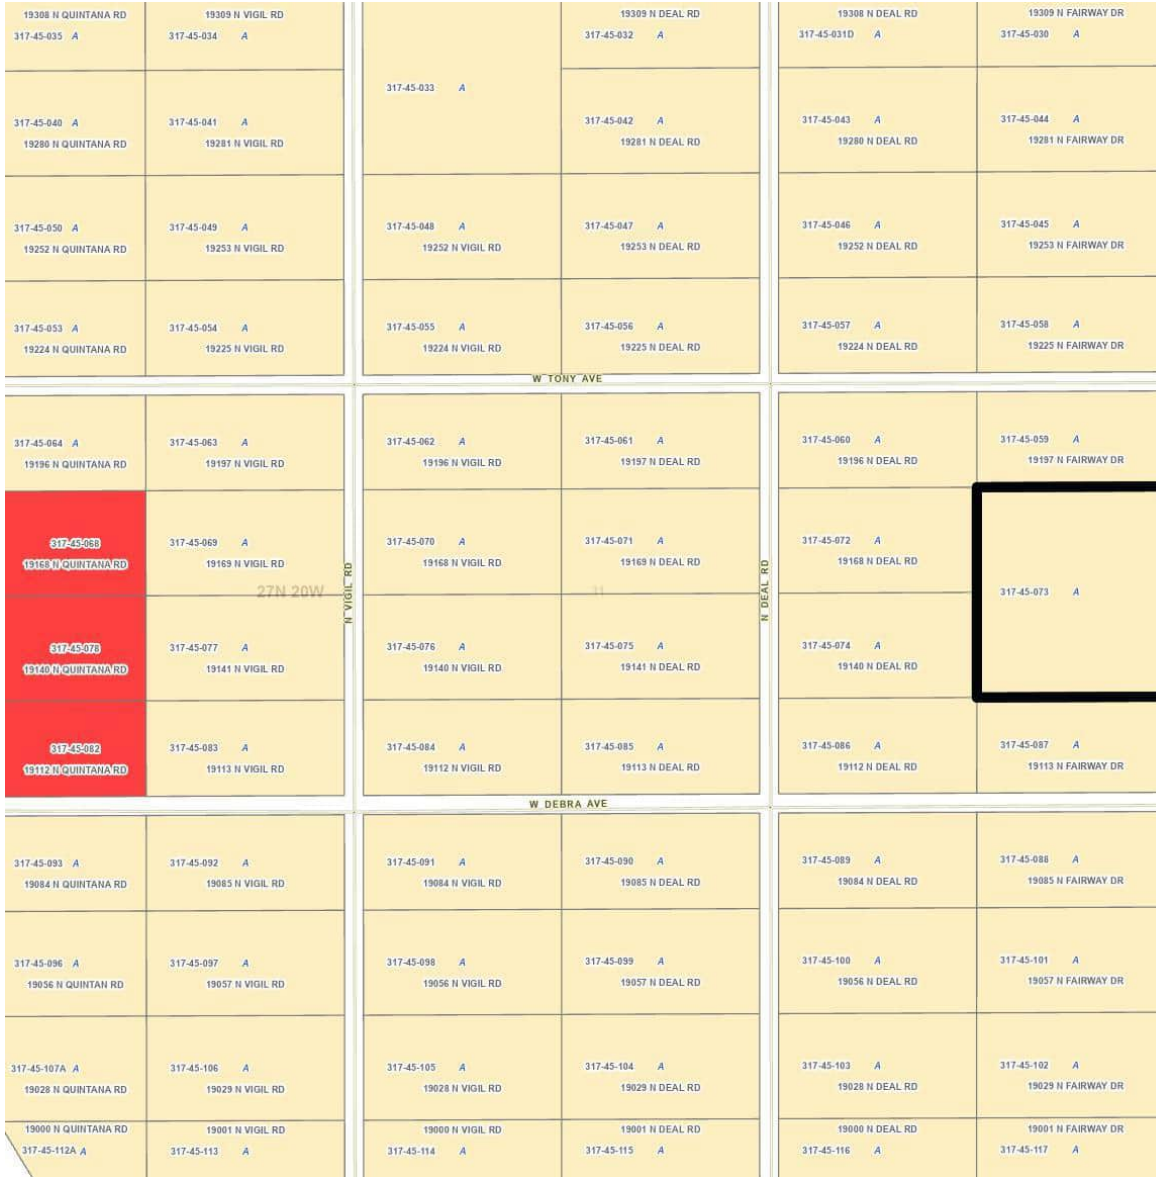 19308 N QUINTANA RD
317-45-035 A
19309 N VIGIL RD
317-45-034 A
317-45-033 A
19309 N DEAL RD
317-45-032 A
19308 N DEAL RD
317-45-031D A
19309 N FAIRWAY DR
317-45-030 A
317-45-040 A
19280 N QUINTANA RD
317-45-041 A
19281 N VIGIL RD
317-45-042 A
19281 N DEAL RD
317-45-043 A
19280 N DEAL RD
317-45-044 A
19281 N FAIRWAY DR
317-45-050 A
19252 N QUINTANA RD
317-45-049 A
19253 N VIGIL RD
317-45-048 A
19252 N VIGIL RD
317-45-047 A
19253 N DEAL RD
317-45-046 A
19252 N DEAL RD
317-45-045 A
19253 N FAIRWAY DR
317-45-053 A
19224 N QUINTANA RD
317-45-054 A
19225 N VIGIL RD
317-45-055 A
19224 N VIGIL RD
317-45-056 A
19225 N DEAL RD
317-45-057 A
19224 N DEAL RD
317-45-058 A
19225 N FAIRWAY DR
W TONY AVE
317-45-064 A
19196 N QUINTANA RD
317-45-063 A
19197 N VIGIL RD
317-45-062 A
19196 N VIGIL RD
317-45-061 A
19197 N DEAL RD
317-45-060 A
19196 N DEAL RD
317-45-059 A
19197 N FAIRWAY DR
317-45-068
19168 N QUINTANA RD
317-45-069 A
19169 N VIGIL RD
27N 20W
N VIGIL RD
317-45-070 A
19168 N VIGIL RD
317-45-071 A
19169 N DEAL RD
11
N DEAL RD
317-45-072 A
19168 N DEAL RD
317-45-073 A
317-45-078
19140 N QUINTANA RD
317-45-077 A
19141 N VIGIL RD
317-45-076 A
19140 N VIGIL RD
317-45-075 A
19141 N DEAL RD
317-45-074 A
19140 N DEAL RD
317-45-082
19112 N QUINTANA RD
317-45-083 A
19113 N VIGIL RD
317-45-084 A
19112 N VIGIL RD
317-45-085 A
19113 N DEAL RD
317-45-086 A
19112 N DEAL RD
317-45-087 A
19113 N FAIRWAY DR
W DEBRA AVE
317-45-093 A
19084 N QUINTANA RD
317-45-092 A
19085 N VIGIL RD
317-45-091 A
19084 N VIGIL RD
317-45-090 A
19085 N DEAL RD
317-45-089 A
19084 N DEAL RD
317-45-088 A
19085 N FAIRWAY DR
317-45-096 A
19056 N QUINTAN RD
317-45-097 A
19057 N VIGIL RD
317-45-098 A
19056 N VIGIL RD
317-45-099 A
19057 N DEAL RD
317-45-100 A
19056 N DEAL RD
317-45-101 A
19057 N FAIRWAY DR
317-45-107A A
19028 N QUINTANA RD
317-45-106 A
19029 N VIGIL RD
317-45-105 A
19028 N VIGIL RD
317-45-104 A
19029 N DEAL RD
317-45-103 A
19028 N DEAL RD
317-45-102 A
19029 N FAIRWAY DR
19000 N QUINTANA RD
317-45-112A A
19001 N VIGIL RD
317-45-113 A
19000 N VIGIL RD
317-45-114 A
19001 N DEAL RD
317-45-115 A
19000 N DEAL RD
317-45-116 A
19001 N FAIRWAY DR
317-45-117 A